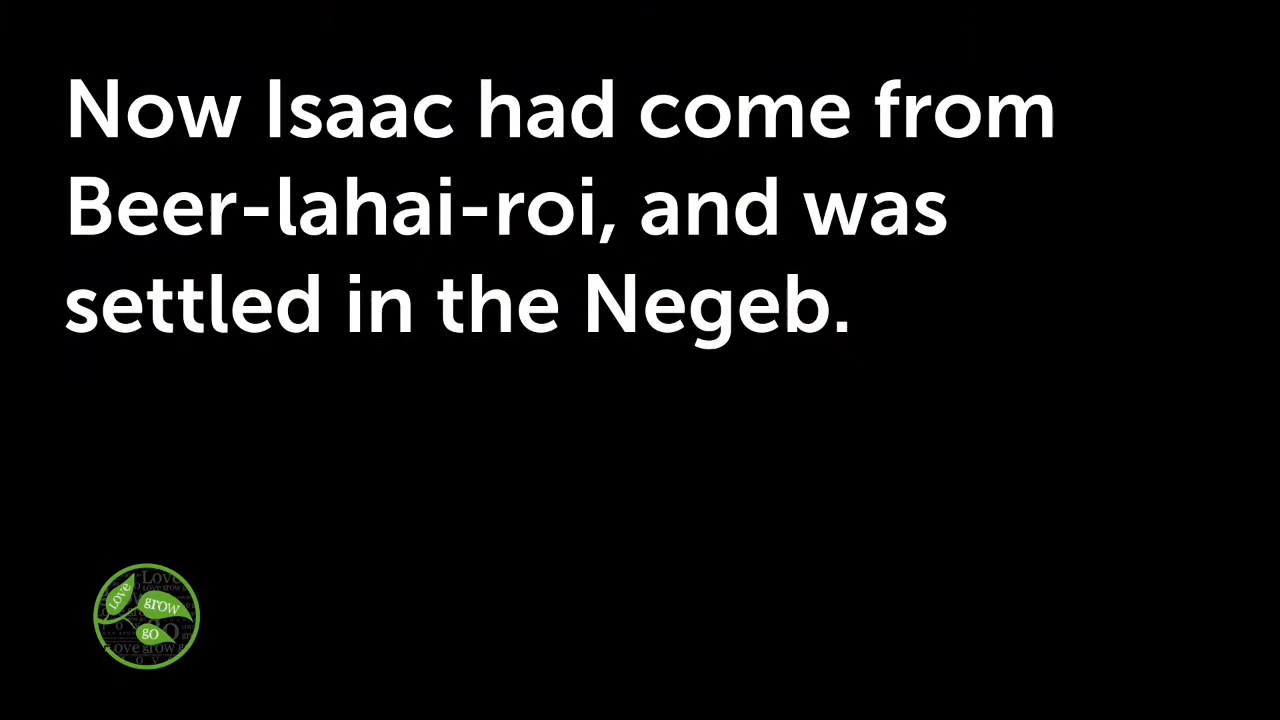 Now Isaac had come from
Beer-lahai-roi, and was
settled in the Negeb.
Love
grow
go